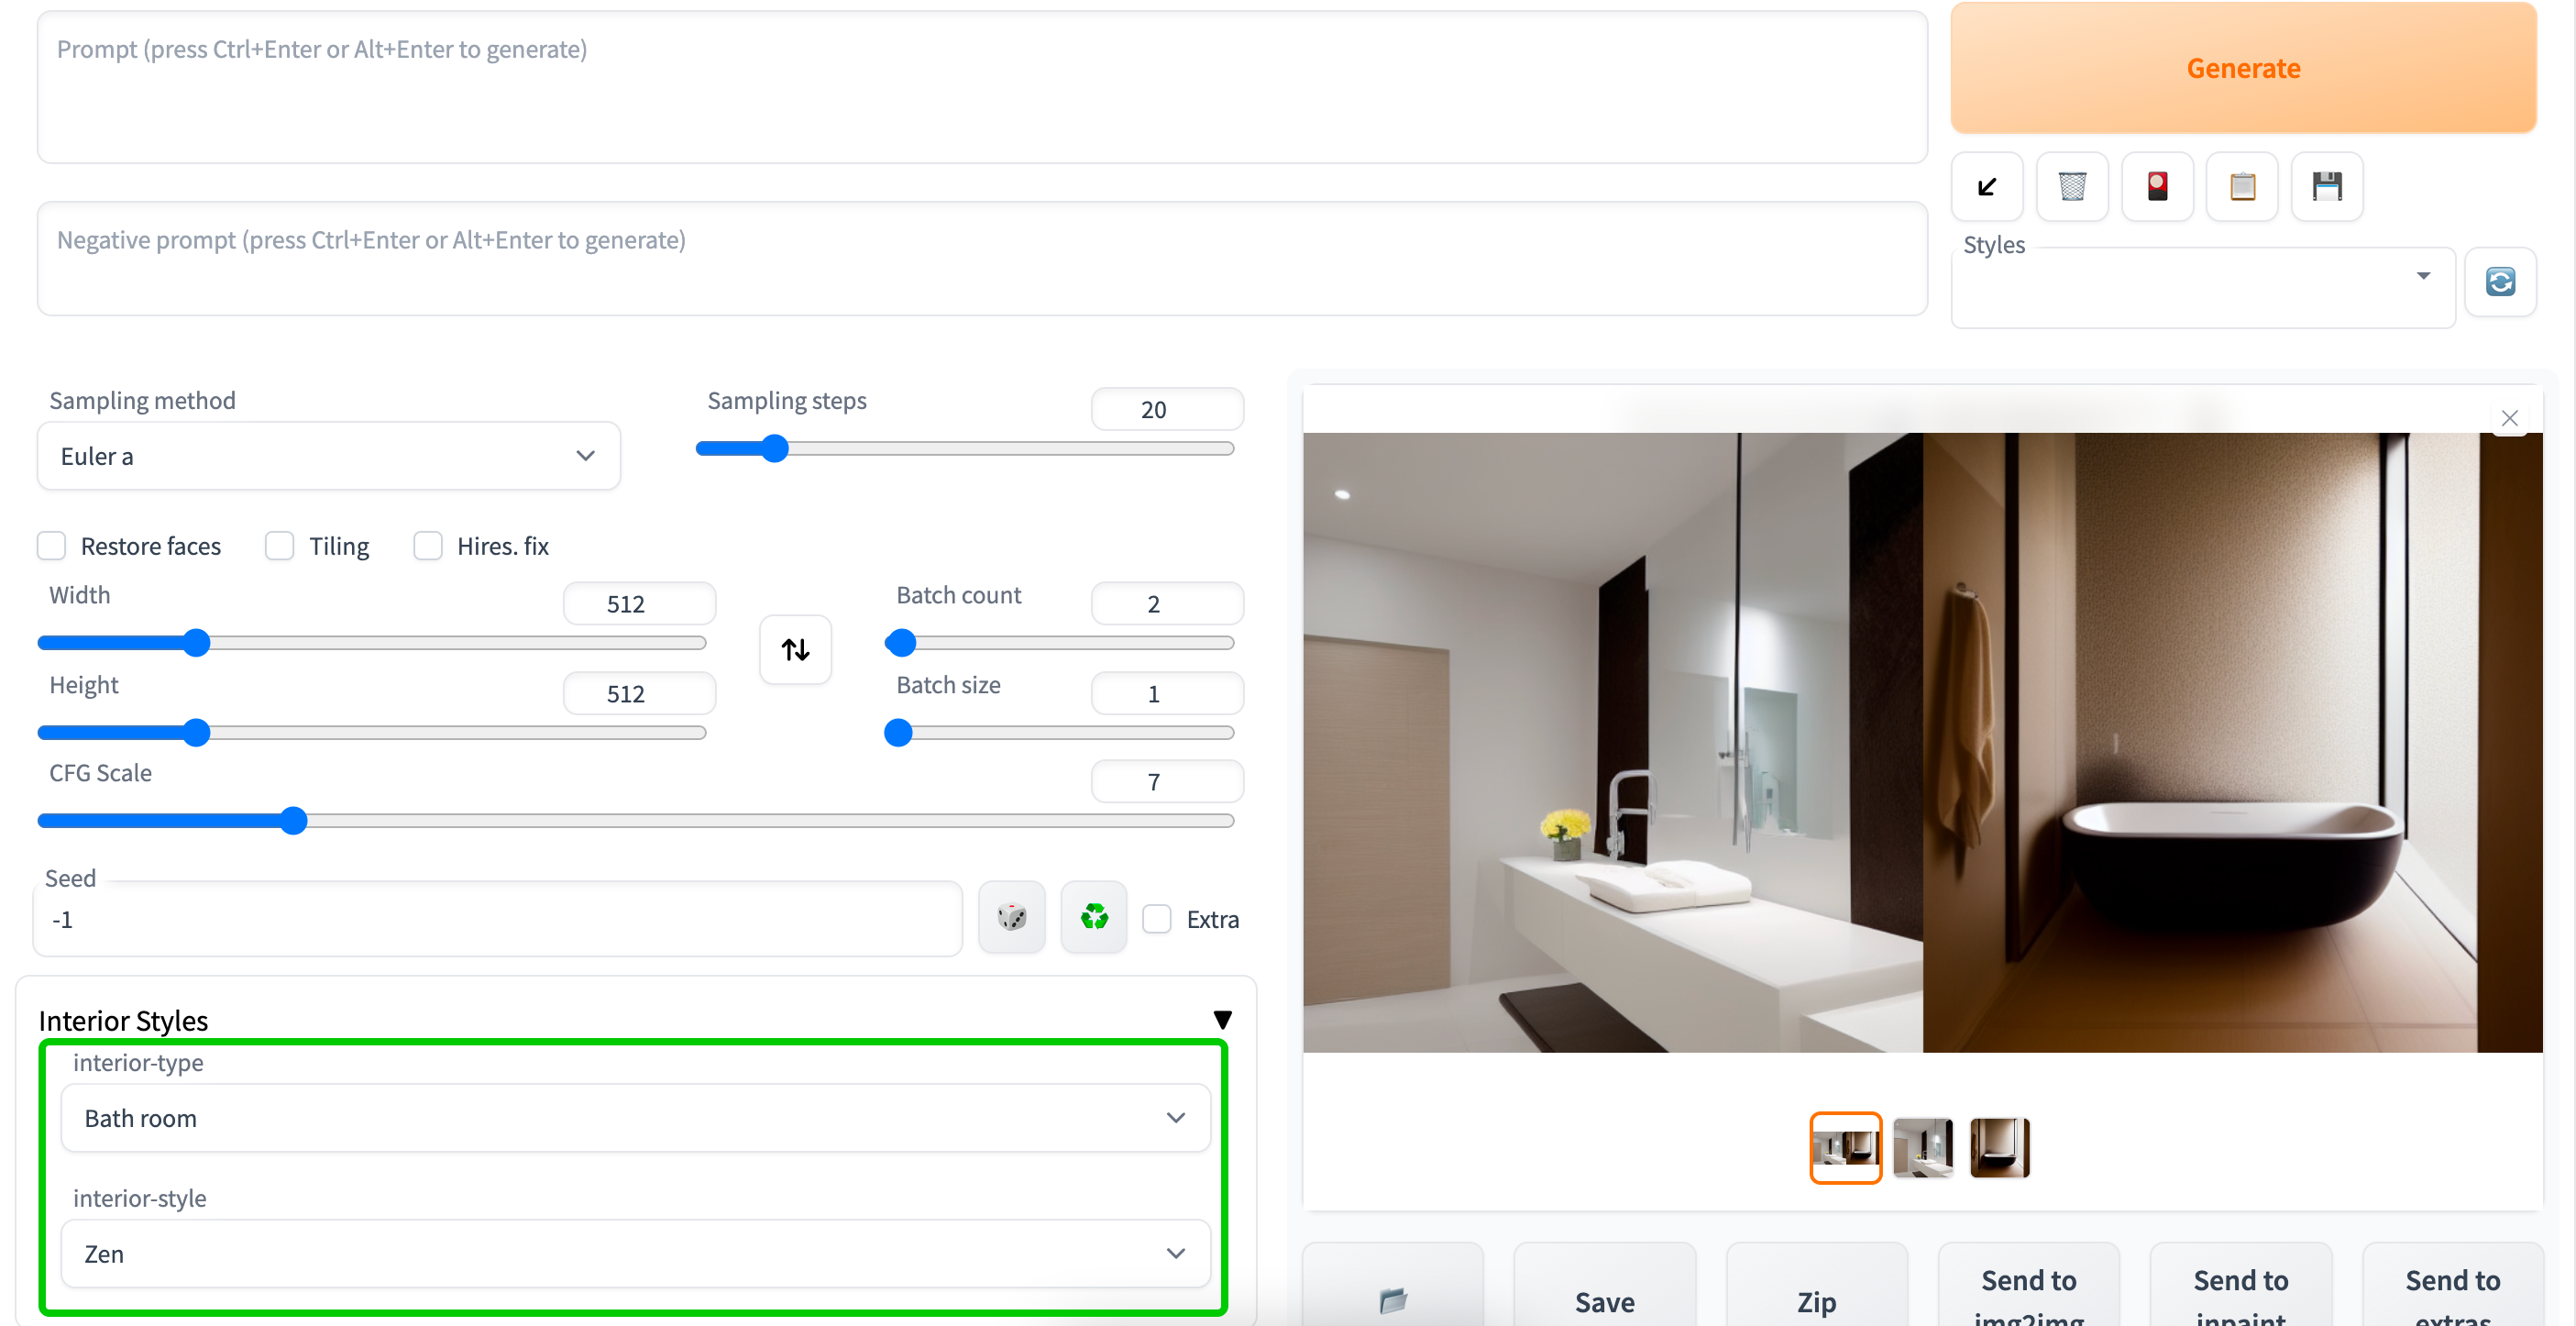 Prompt (press Ctrl+Enter or Alt+Enter to generate)
Generate
Negative prompt (press Ctrl+Enter or Alt+Enter to generate)
Styles
Sampling method
Sampling steps
20
Euler a
Restore faces
Tiling
Hires. fix
Width
512
Batch count
2
Height
512
Batch size
1
CFG Scale
7
Seed
-1
Extra
Interior Styles
interior-type
Bath room
interior-style
Zen
Save
Zip
Send to
img2img
Send to
inpaint
Send to
extras